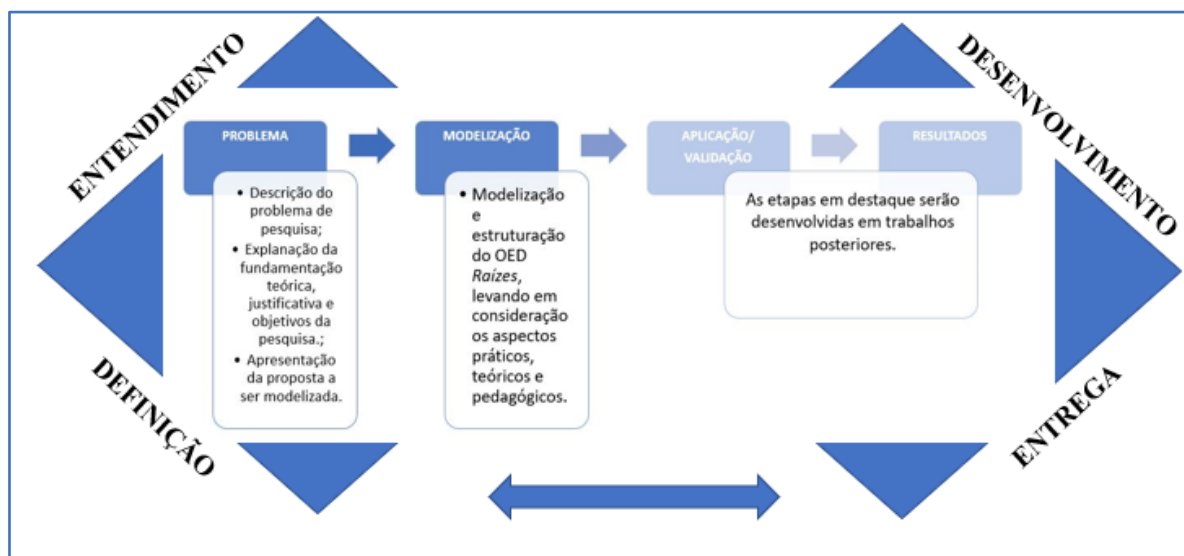 ENTENDIMENTO
DESENVOLVIMENTO
PROBLEMA
• Descrição do
problema de
pesquisa;
• Explanação da
fundamentação
teórica,
justificativa e
objetivos da
pesquisa.;
• Apresentação
da proposta a
ser modelizada.
MODELIZAÇÃO
• Modelização
e
estruturação
do OED
Raízes,
levando em
consideração
os aspectos
práticos,
teóricos e
pedagógicos.
APLICAÇÃO/
VALIDAÇÃO
RESULTADOS
As etapas em destaque serão
desenvolvidas em trabalhos
posteriores.
DEFINIÇÃO
ENTREGA